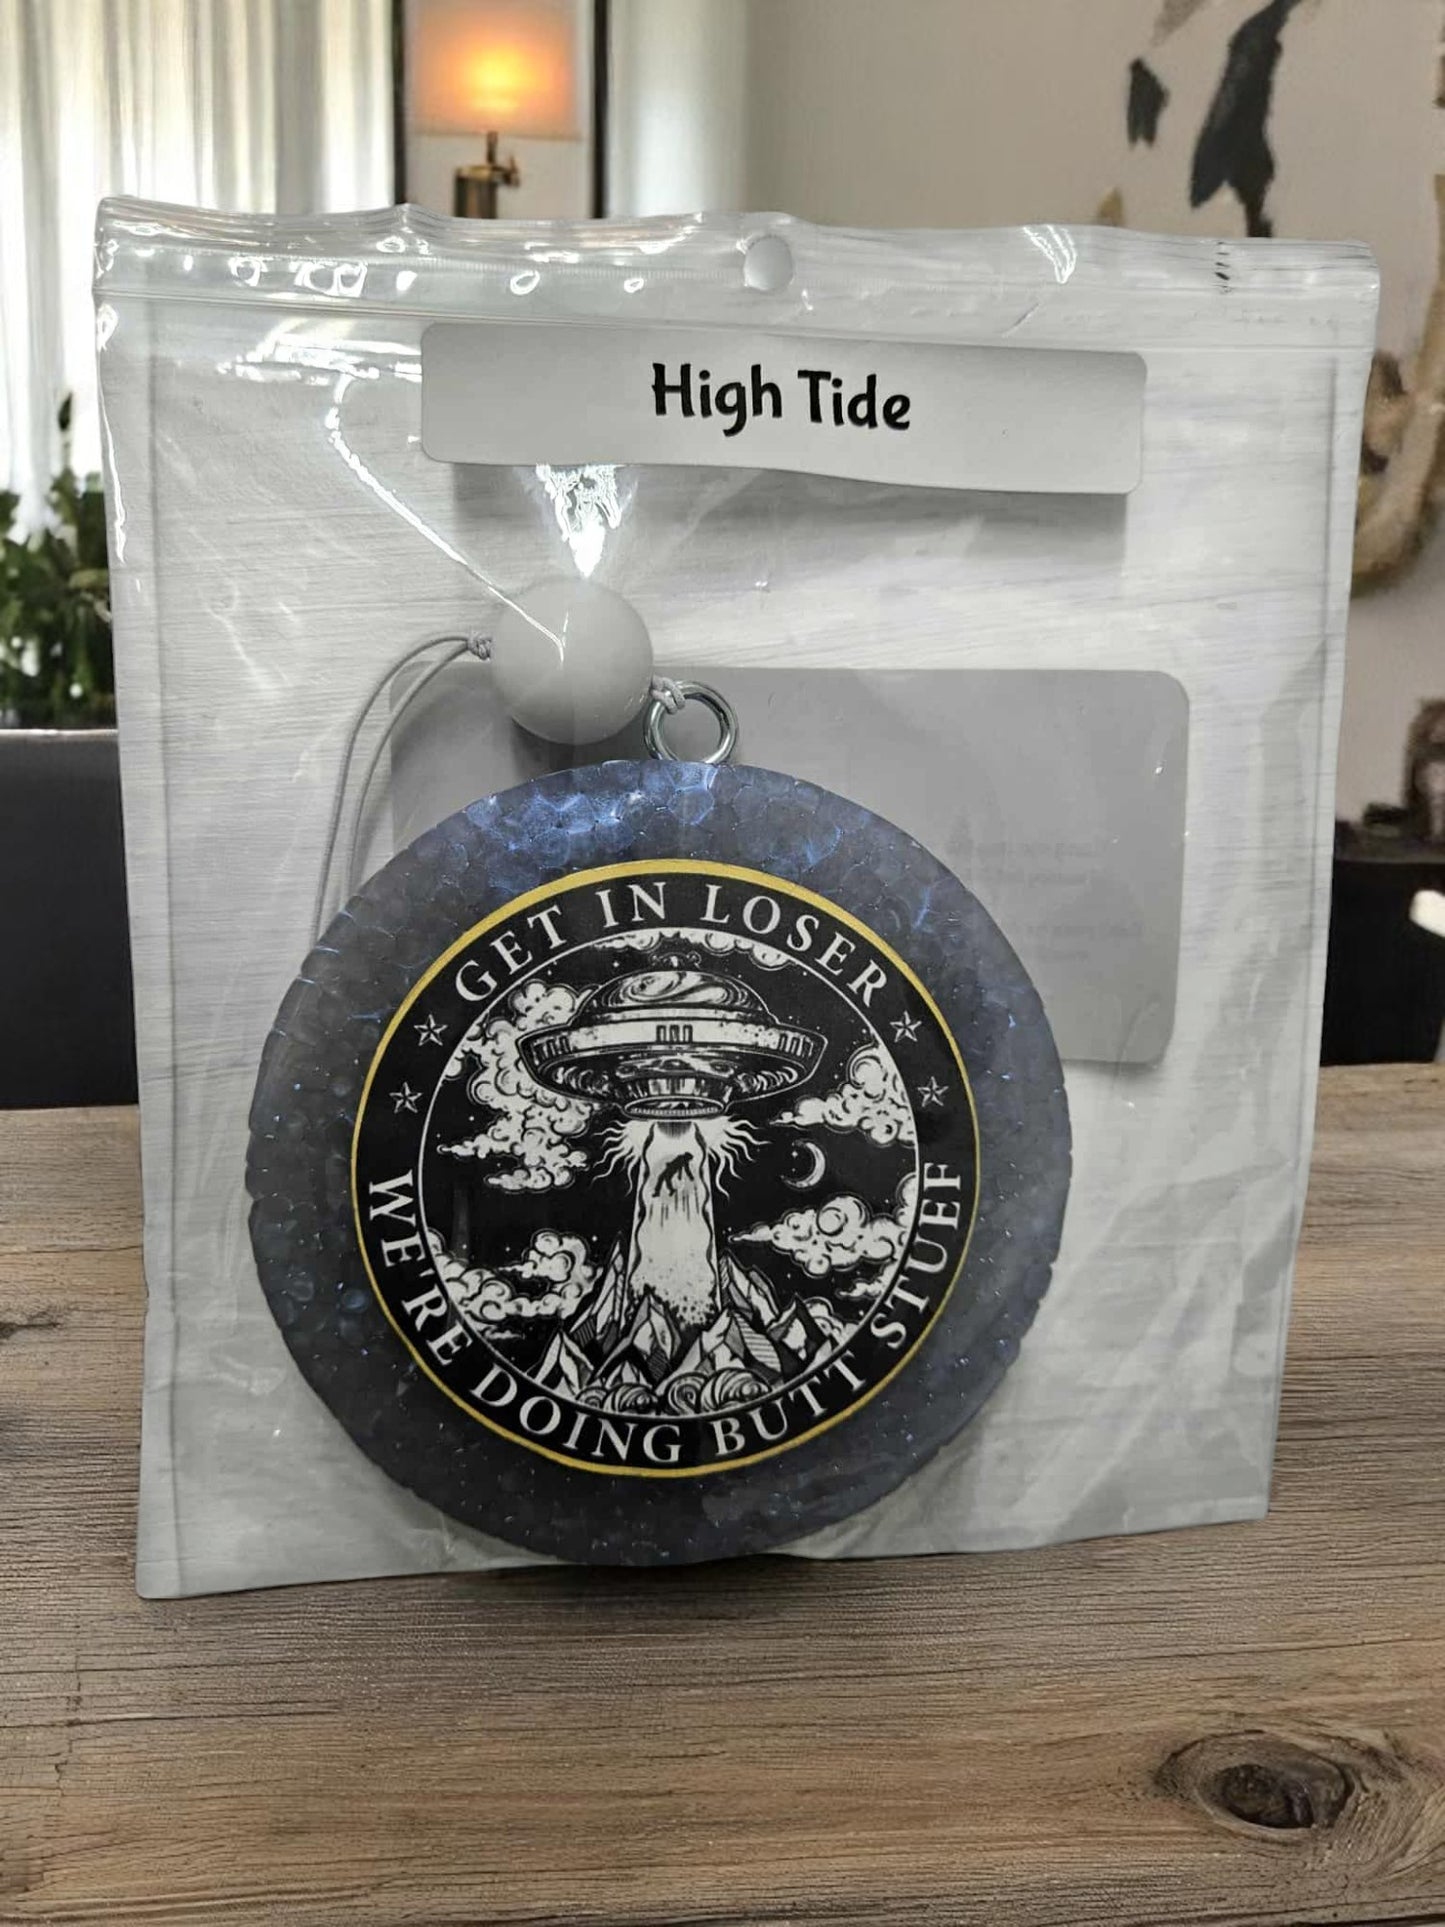 High Tide
GET IN LOSER
WE'RE DOING BUTT STUFF